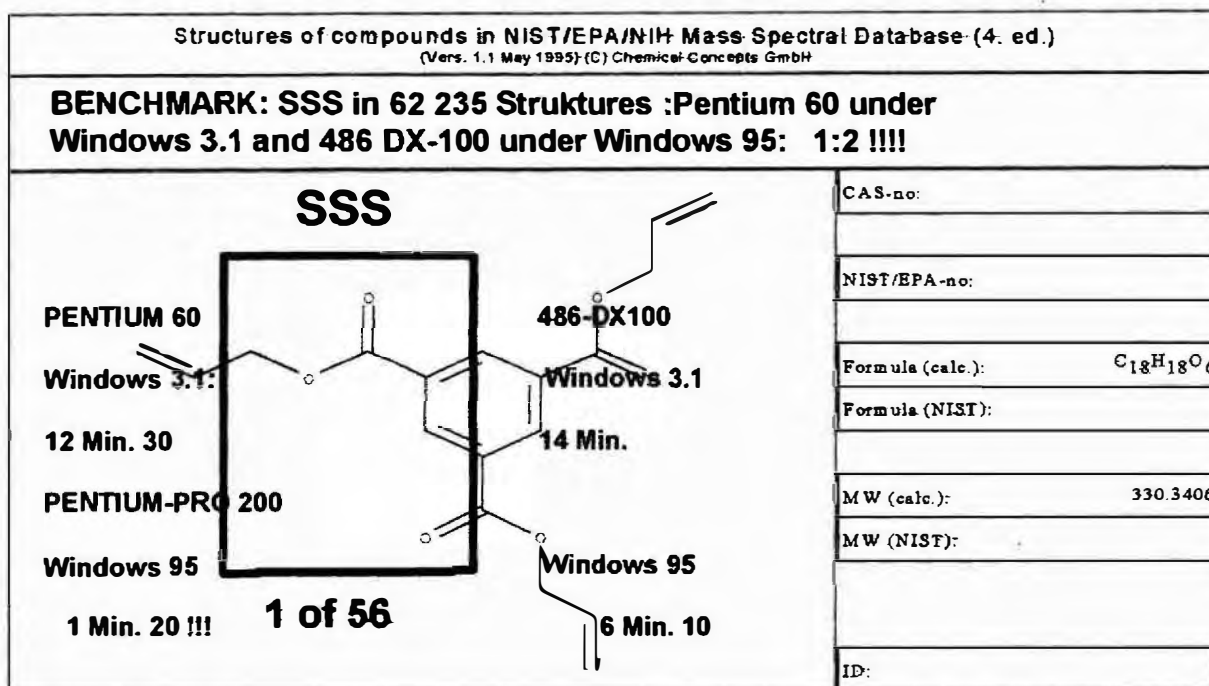 Structures of compounds in NIST/EPA/NIH Mass Spectral Database (4. ed.)
(Vers. 1.1 May 1995) (C) Chemical Concepts GmbH
BENCHMARK: SSS in 62 235 Struktures :Pentium 60 under
Windows 3.1 and 486 DX-100 under Windows 95: 1:2 !!!!
SSS
PENTIUM 60
Windows 3.1:
12 Min. 30
PENTIUM-PRO 200
Windows 95
1 Min. 20 !!!
1 of 56
486-DX100
Windows 3.1
14 Min.
Windows 95
6 Min. 10
O
O
O
O
O
O
CAS-no:
NIST/EPA-no:
Formula (calc.): C18H18O6
Formula (NIST):
MW (calc.): 330.3406
MW (NIST):
ID: